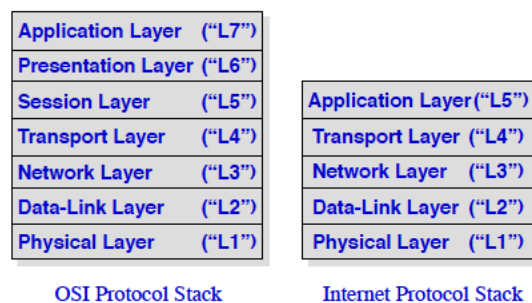 Application Layer (“L7”)
Presentation Layer (“L6”)
Session Layer (“L5”)
Transport Layer (“L4”)
Network Layer (“L3”)
Data-Link Layer (“L2”)
Physical Layer (“L1”)
OSI Protocol Stack
Application Layer (“L5”)
Transport Layer (“L4”)
Network Layer (“L3”)
Data-Link Layer (“L2”)
Physical Layer (“L1”)
Internet Protocol Stack